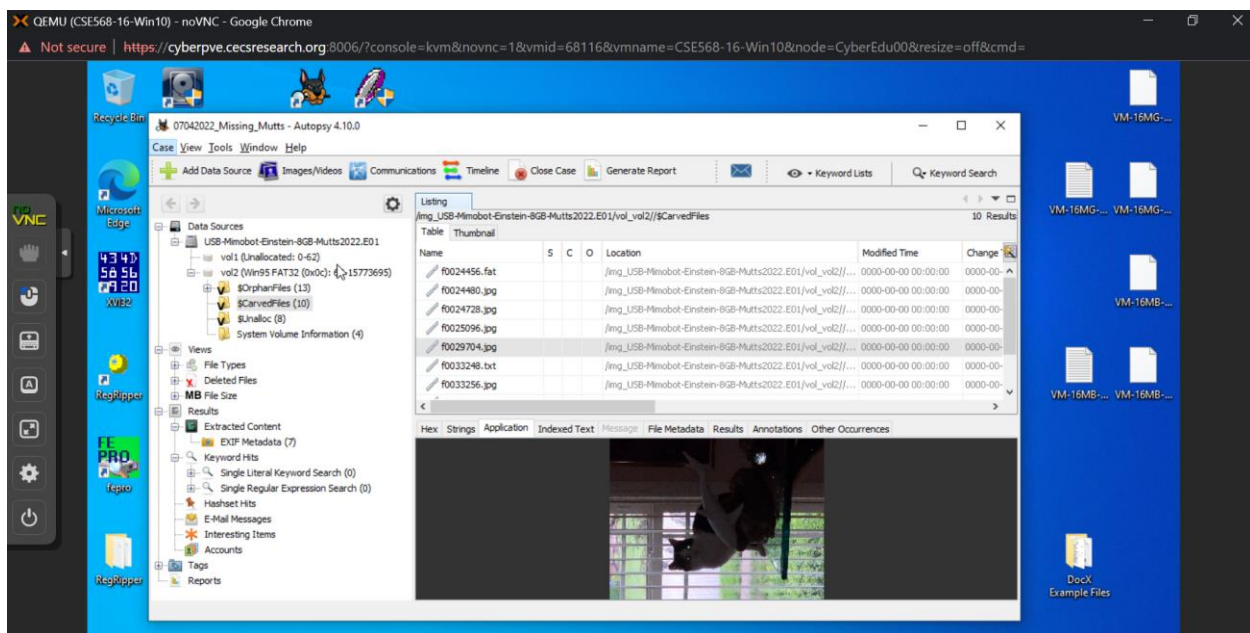 QEMU (CSE568-16-Win10) - noVNC - Google Chrome
Not secure | https://cyberpve.cecsresearch.org:8006/?console=kvm&novnc=1&vmid=68116&vmname=CSE568-16-Win10&node=CyberEdu00&resize=off&cmd=
Recycle Bin
VM-16MG-...
07042022_Missing_Mutts - Autopsy 4.10.0
Case View Tools Window Help
Add Data Source Images/Videos Communications Timeline Close Case Generate Report Keyword Lists Keyword Search
Microsoft Edge
VM-16MG-... VM-16MG-...
noVNC
Listing
/img_USB-Mimobot-Einstein-8GB-Mutts2022.E01/vol_vol2//$CarvedFiles 10 Results
Table Thumbnail
Name S C O Location Modified Time Change
f0024456.fat /img_USB-Mimobot-Einstein-8GB-Mutts2022.E01/vol_vol2//... 0000-00-00 00:00:00 0000-00-
f0024480.jpg /img_USB-Mimobot-Einstein-8GB-Mutts2022.E01/vol_vol2//... 0000-00-00 00:00:00 0000-00-
f0024728.jpg /img_USB-Mimobot-Einstein-8GB-Mutts2022.E01/vol_vol2//... 0000-00-00 00:00:00 0000-00-
f0025096.jpg /img_USB-Mimobot-Einstein-8GB-Mutts2022.E01/vol_vol2//... 0000-00-00 00:00:00 0000-00-
f0029704.jpg /img_USB-Mimobot-Einstein-8GB-Mutts2022.E01/vol_vol2//... 0000-00-00 00:00:00 0000-00-
f0033248.txt /img_USB-Mimobot-Einstein-8GB-Mutts2022.E01/vol_vol2//... 0000-00-00 00:00:00 0000-00-
f0033256.jpg /img_USB-Mimobot-Einstein-8GB-Mutts2022.E01/vol_vol2//... 0000-00-00 00:00:00 0000-00-
Data Sources
USB-Mimobot-Einstein-8GB-Mutts2022.E01
vol1 (Unallocated: 0-62)
vol2 (Win95 FAT32 (0x0c): 15773695)
$OrphanFiles (13)
$CarvedFiles (10)
$Unalloc (8)
System Volume Information (4)
Views
File Types
Deleted Files
MB File Size
Results
Extracted Content
EXIF Metadata (7)
Keyword Hits
Single Literal Keyword Search (0)
Single Regular Expression Search (0)
Hashset Hits
E-Mail Messages
Interesting Items
Accounts
Tags
Reports
Hex Strings Application Indexed Text Message File Metadata Results Annotations Other Occurrences
XVI32
RegRipper
FE
PRO
fepro
RegRipper
VM-16MB-...
VM-16MB-... VM-16MB-...
DocX
Example Files